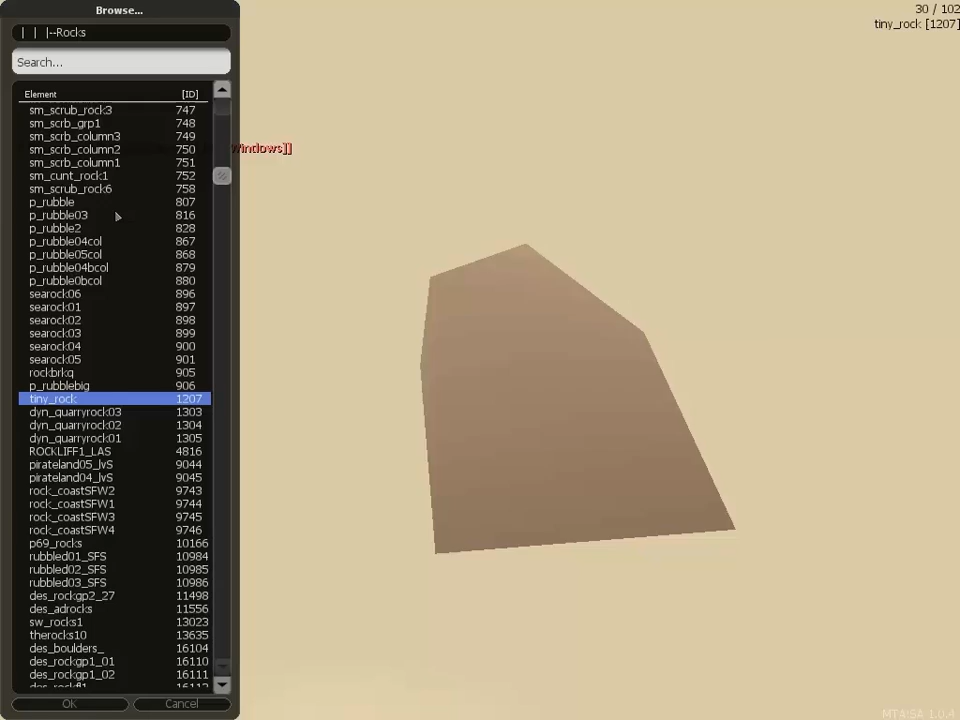 Browse...
30 / 102
tiny_rock [1207]
| | |--Rocks
Search...
Element [ID]
sm_scrub_rock3 747
sm_scrb_grp1 748
sm_scrb_column3 749
sm_scrb_column2 750
sm_scrb_column1 751
sm_cunt_rock1 752
sm_scrub_rock6 758
p_rubble 807
p_rubble03 816
p_rubble2 828
p_rubble04col 867
p_rubble05col 868
p_rubble04bcol 879
p_rubble0bcol 880
searock06 896
searock01 897
searock02 898
searock03 899
searock04 900
searock05 901
rockbrkq 905
p_rubblebig 906
tiny_rock 1207
dyn_quarryrock03 1303
dyn_quarryrock02 1304
dyn_quarryrock01 1305
ROCKLIFF1_LAS 4816
pirateland05_lvS 9044
pirateland04_lvS 9045
rock_coastSFW2 9743
rock_coastSFW1 9744
rock_coastSFW3 9745
rock_coastSFW4 9746
p69_rocks 10166
rubbled01_SFS 10984
rubbled02_SFS 10985
rubbled03_SFS 10986
des_rockgp2_27 11498
des_adrocks 11556
sw_rocks1 13023
therocks10 13635
des_boulders_ 16104
des_rockgp1_01 16110
des_rockgp1_02 16111
OK Cancel
MTA:SA 1.0.4